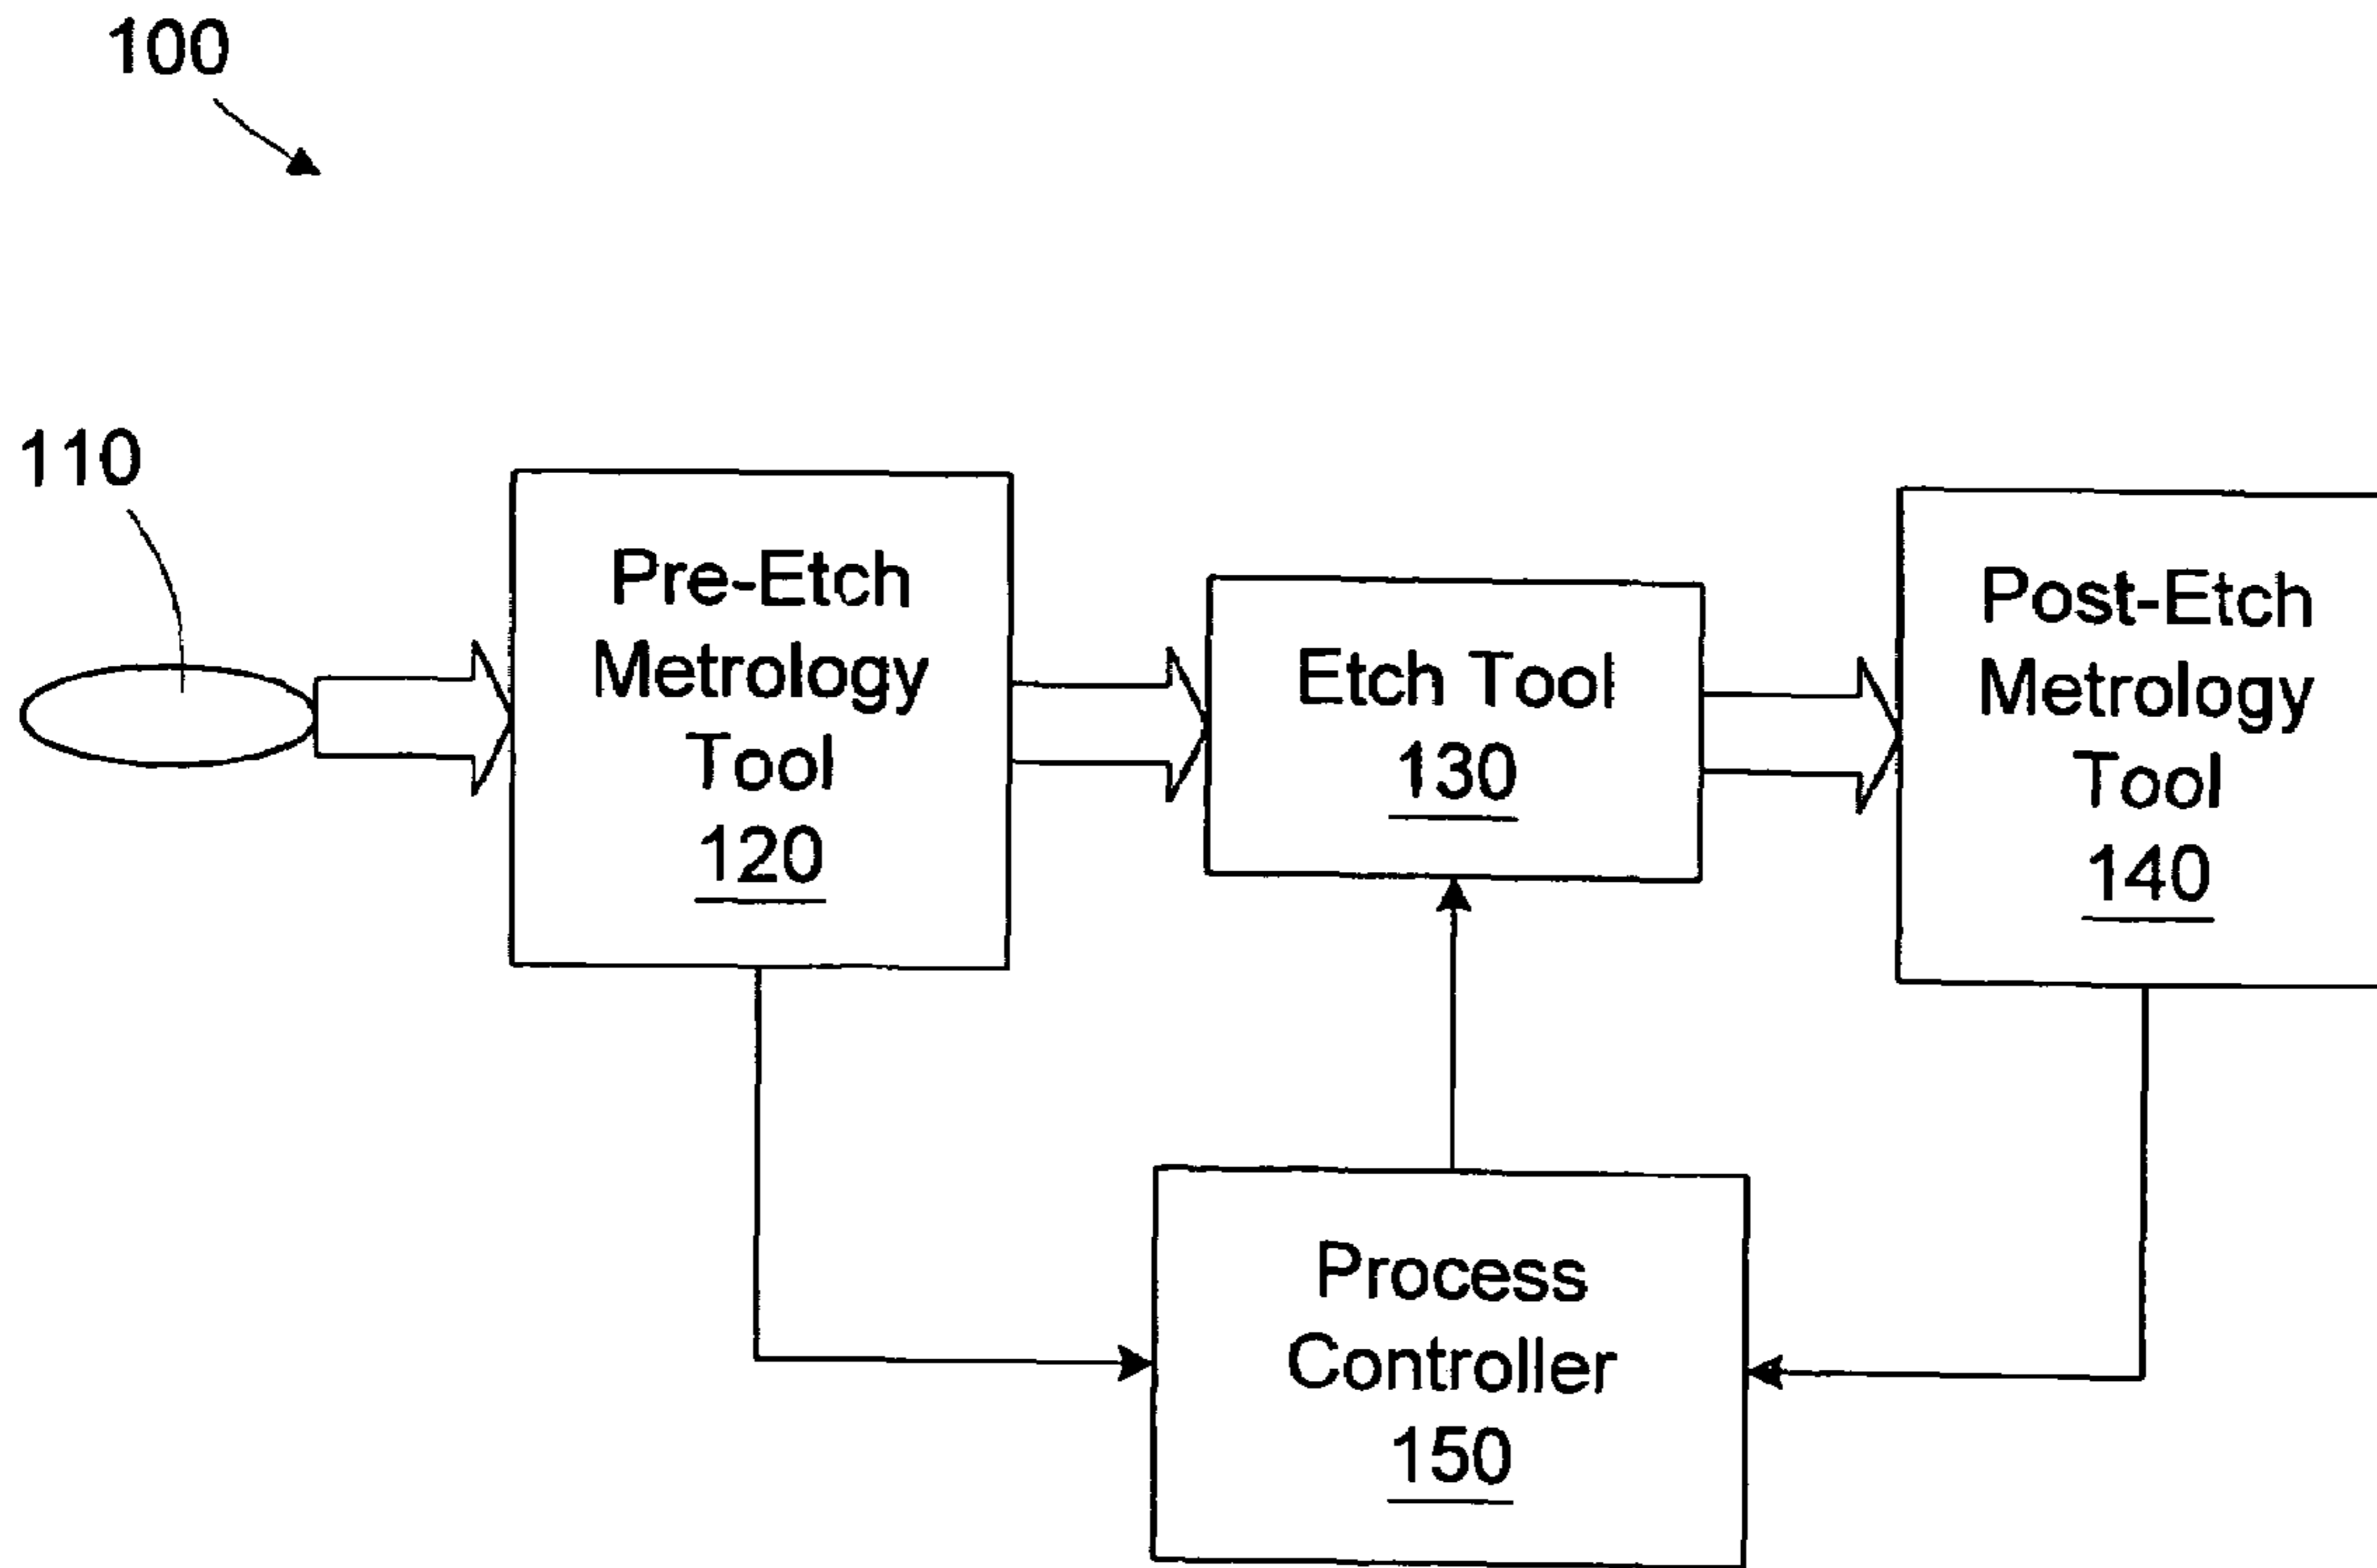 100
110
Pre-Etch
Metrology
Tool
120
Etch Tool
130
Post-Etch
Metrology
Tool
140
Process
Controller
150